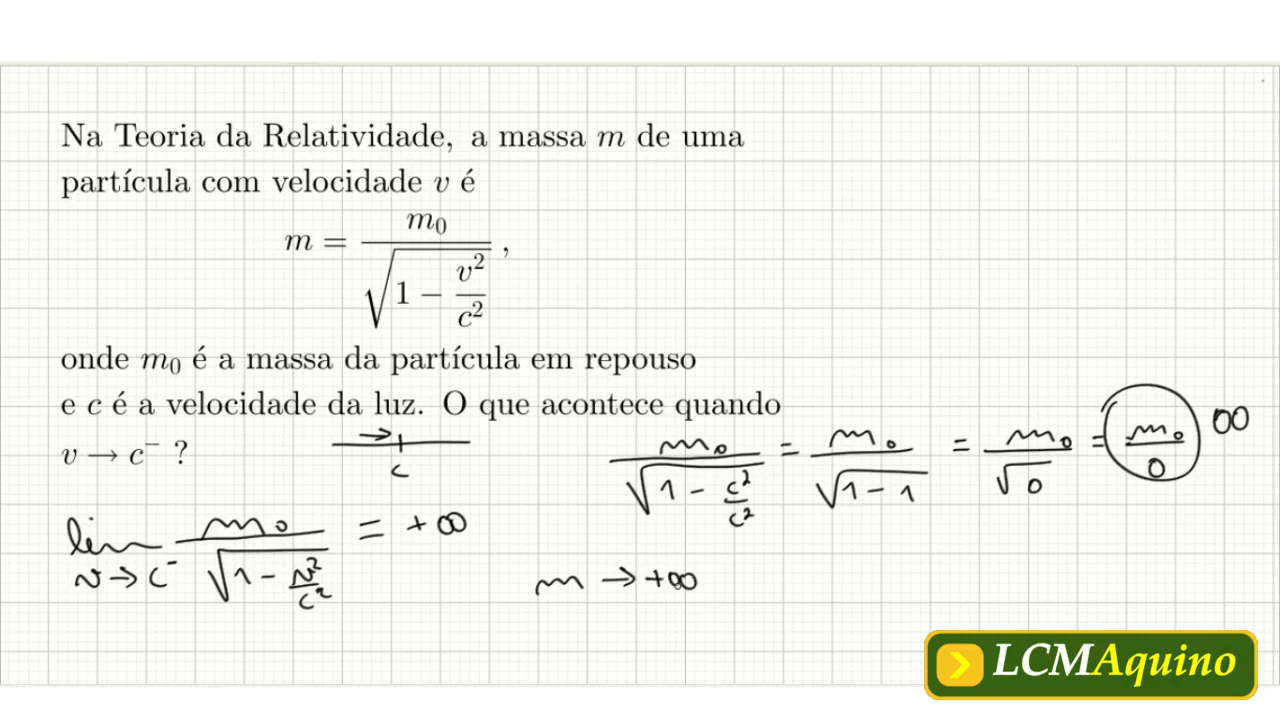 Na Teoria da Relatividade, a massa m de uma
partícula com velocidade v é
m = m₀ / √(1 − v²/c²) ,
onde m₀ é a massa da partícula em repouso
e c é a velocidade da luz. O que acontece quando
v → c⁻ ?
c
m₀ / √(1 − c²/c²) = m₀ / √(1 − 1) = m₀ / √0 = m₀ / 0 ∞
lim v → c⁻ m₀ / √(1 − v²/c²) = +∞
m → +∞
LCMAquino